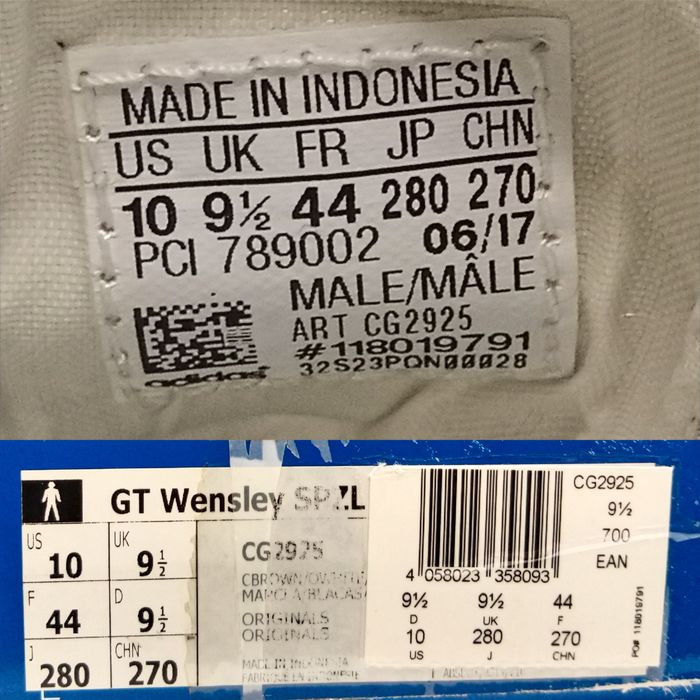 MADE IN INDONESIA
US UK FR JP CHN
10 9½ 44 280 270
PCI 789002 06/17
MALE/MÂLE
ART CG2925
#118019791
32S23PQN00028
adidas
GT Wensley SPZL
US 10 UK 9½
F 44 D 9½
J 280 CHN 270
CG2925
ORIGINALS
ORIGINALS
MADE IN INDONESIA
CG2925
9½
700
EAN
4 058023 358093
9½ 9½ 44
D UK F
10 280 270
US J CHN
PO# 118019791